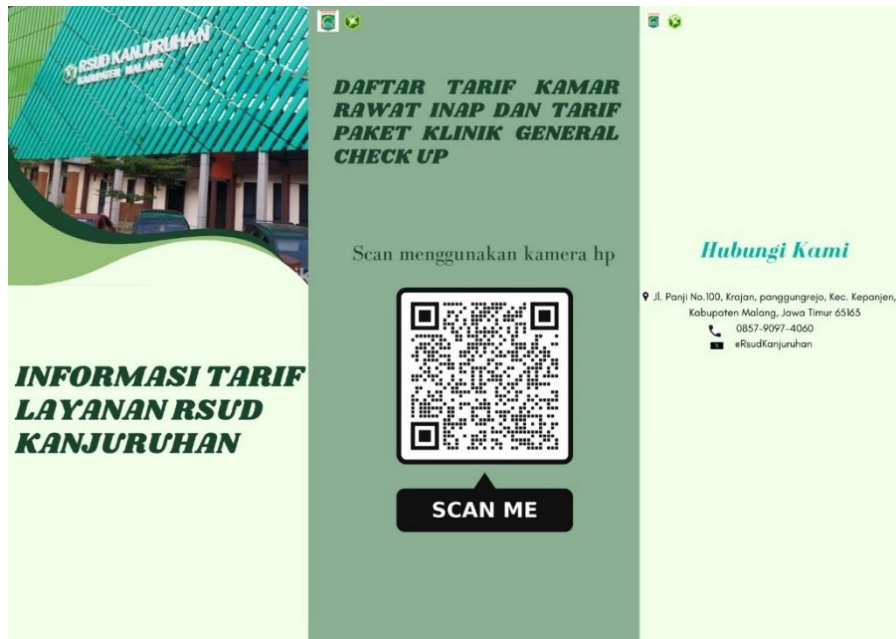 RSUD KANJURUHAN
KABUPATEN MALANG
INFORMASI TARIF
LAYANAN RSUD
KANJURUHAN
DAFTAR TARIF KAMAR
RAWAT INAP DAN TARIF
PAKET KLINIK GENERAL
CHECK UP
Scan menggunakan kamera hp
SCAN ME
Hubungi Kami
Jl. Panji No.100, Krajan, panggungrejo, Kec. Kepanjen,
Kabupaten Malang, Jawa Timur 65163
0857-9097-4060
eRsudKanjuruhan